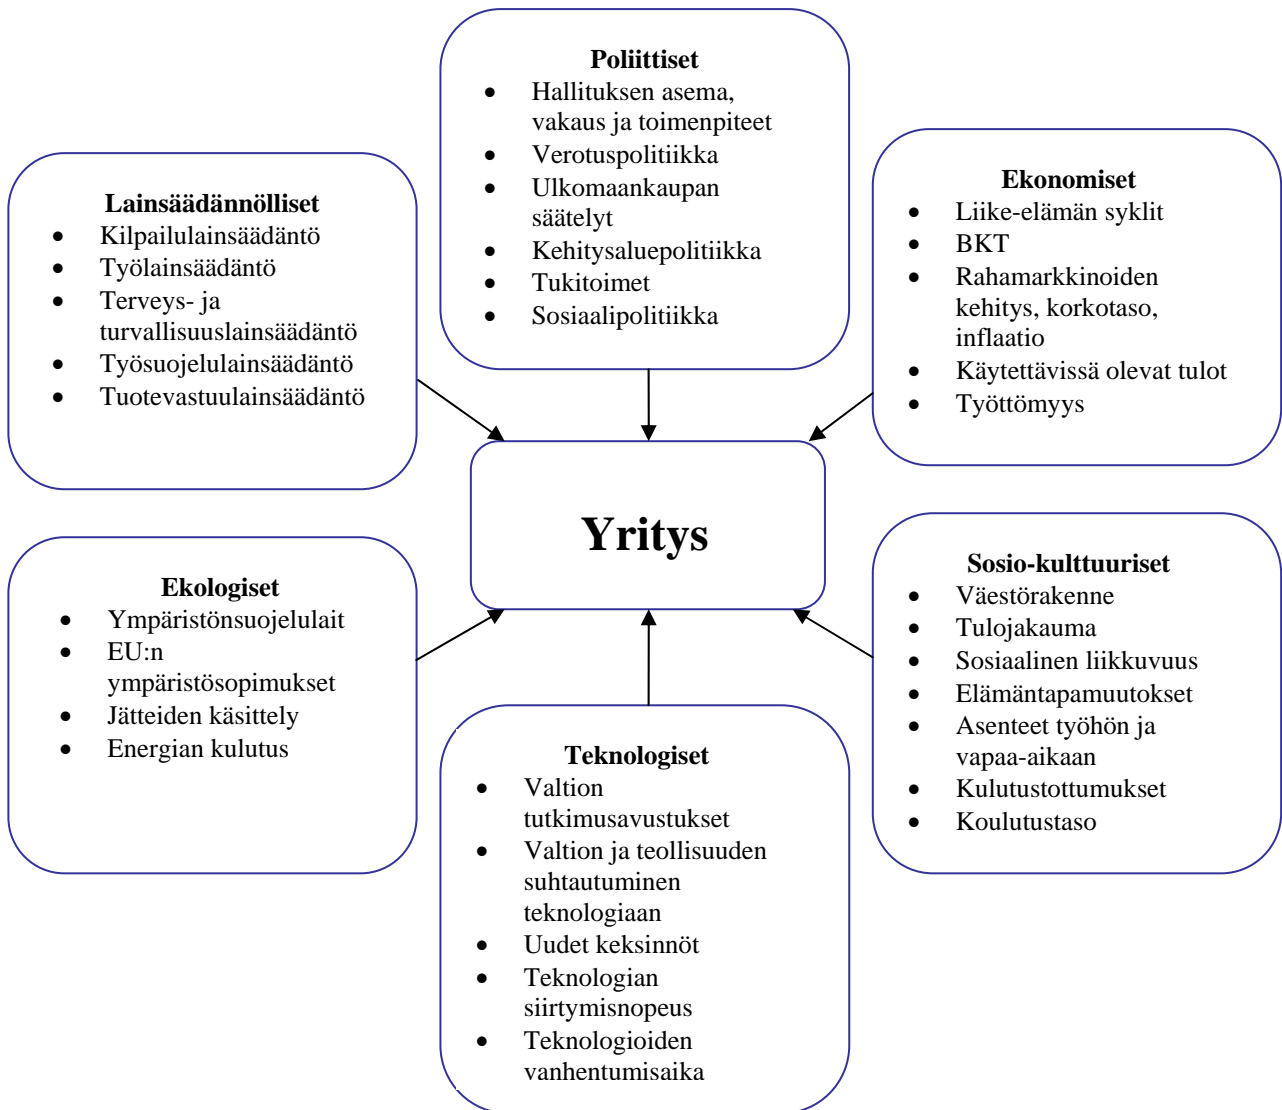 Poliittiset
• Hallituksen asema,
vakaus ja toimenpiteet
• Verotuspolitiikka
• Ulkomaankaupan
säätelyt
• Kehitysaluepolitiikka
• Tukitoimet
• Sosiaalipolitiikka
Lainsäädännölliset
• Kilpailulainsäädäntö
• Työlainsäädäntö
• Terveys- ja
turvallisuuslainsäädäntö
• Työsuojelulainsäädäntö
• Tuotevastuulainsäädäntö
Ekonomiset
• Liike-elämän syklit
• BKT
• Rahamarkkinoiden
kehitys, korkotaso,
inflaatio
• Käytettävissä olevat tulot
• Työttömyys
Yritys
Ekologiset
• Ympäristönsuojelulait
• EU:n
ympäristösopimukset
• Jätteiden käsittely
• Energian kulutus
Sosio-kulttuuriset
• Väestörakenne
• Tulojakauma
• Sosiaalinen liikkuvuus
• Elämäntapamuutokset
• Asenteet työhön ja
vapaa-aikaan
• Kulutustottumukset
• Koulutustaso
Teknologiset
• Valtion
tutkimusavustukset
• Valtion ja teollisuuden
suhtautuminen
teknologiaan
• Uudet keksinnöt
• Teknologian
siirtymisnopeus
• Teknologioiden
vanhentumisaika